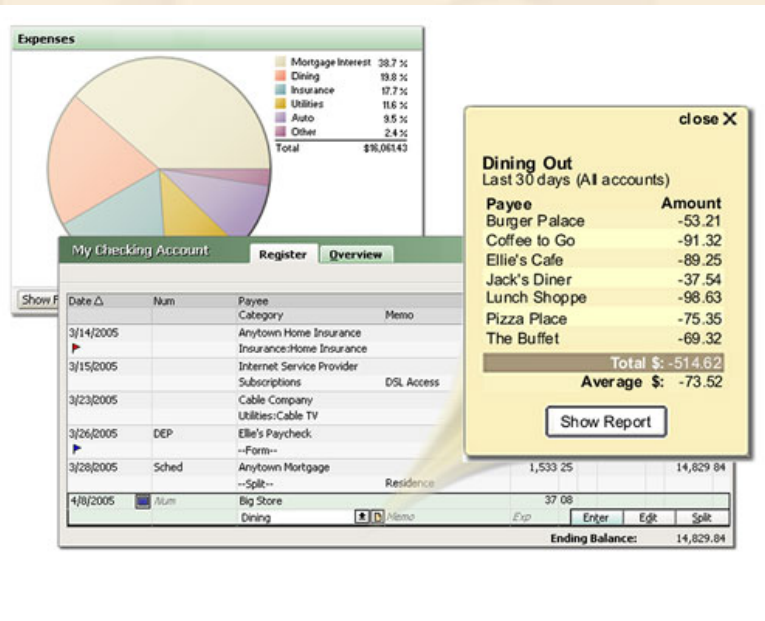 Expenses
Mortgage Interest 38.7 %
Dining 19.8 %
Insurance 17.7 %
Utilities 11.6 %
Auto 9.5 %
Other 2.4 %
Total $16,061.43
Show
close X
Dining Out
Last 30 days (All accounts)
Payee Amount
Burger Palace -53.21
Coffee to Go -91.32
Ellie's Cafe -89.25
Jack's Diner -37.54
Lunch Shoppe -98.63
Pizza Place -75.35
The Buffet -69.32
Total $: -514.62
Average $: -73.52
Show Report
My Checking Account Register Overview
Date Num Payee
Category Memo
3/14/2005 Anytown Home Insurance
Insurance:Home Insurance
3/15/2005 Internet Service Provider
Subscriptions DSL Access
3/23/2005 Cable Company
Utilities:Cable TV
3/26/2005 DEP Ellie's Paycheck
--Form--
3/28/2005 Sched Anytown Mortgage 1,533 25 14,829 84
--Split-- Residence
4/8/2005 Num Big Store 37 08
Dining Memo Exp Enter Edit Split
Ending Balance: 14,829.84